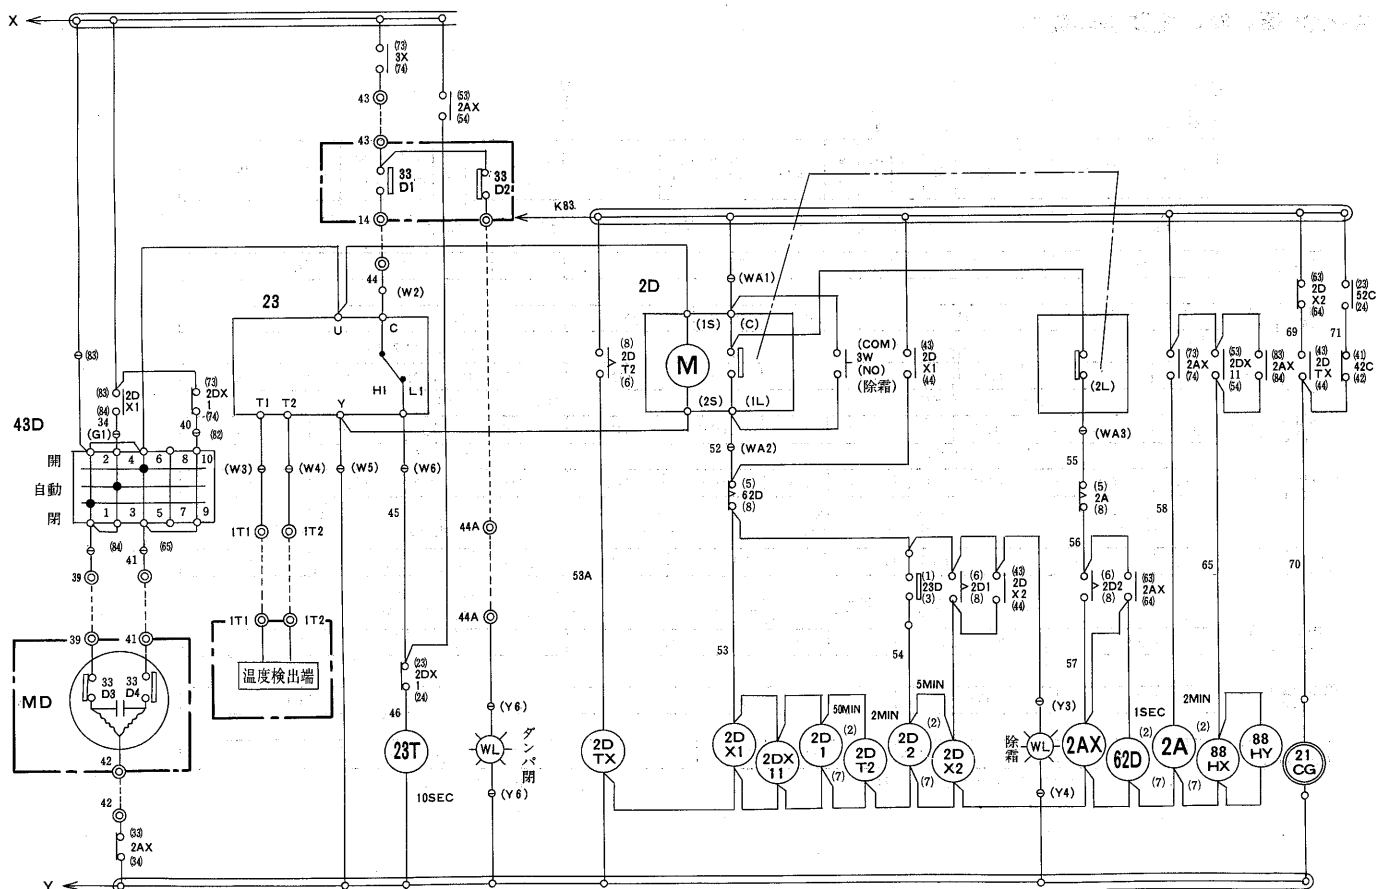 X
(73)
3X
(74)
43
(53)
2AX
(54)
43
33
D1
33
D2
14
K83.
44
(W2)
23
U
C
H1
L1
T1
T2
Y
2D
(1S)
(C)
M
(2S)
(1L)
(WA1)
(8)
2D
T2
(6)
(COM)
3W
(NO)
(除霜)
(43)
2D
X1
(44)
(2L)
(WA3)
(73)
2AX
(74)
(53)
2DX
11
(54)
(83)
2AX
(84)
(63)
2D
X2
(64)
69
(43)
2D
TX
(44)
(23)
52C
(24)
71
(41)
42C
(42)
(83)
(83)
2D
X1
(84)
34
(G1)
(73)
2DX
1
(74)
40
(62)
43D
開
自動
閉
2
4
6
8
10
1
3
5
7
9
(84)
(65)
39
41
39
41
MD
33
D3
33
D4
42
42
(33)
2AX
(34)
Y
(W3)
(W4)
(W5)
(W6)
1T1
1T2
1T1
1T2
温度検出端
45
(23)
2DX
1
(24)
46
23T
10SEC
44A
44A
(Y6)
WL
ダンパ閉
(Y6)
53A
2D
TX
52
(WA2)
(5)
62D
(8)
53
(1)
23D
(3)
54
(6)
2D1
(8)
(43)
2D
X2
(44)
2D
X1
2DX
11
50MIN
2D
1
(2)
(7)
2MIN
2D
T2
5MIN
2D
2
(2)
(7)
2D
X2
(Y3)
除霜
WL
(Y4)
55
(5)
2A
(8)
56
(6)
2D2
(8)
(63)
2AX
(64)
57
2AX
1SEC
62D
(2)
(7)
58
2A
2MIN
(2)
(7)
65
88
HX
88
HY
70
21
CG